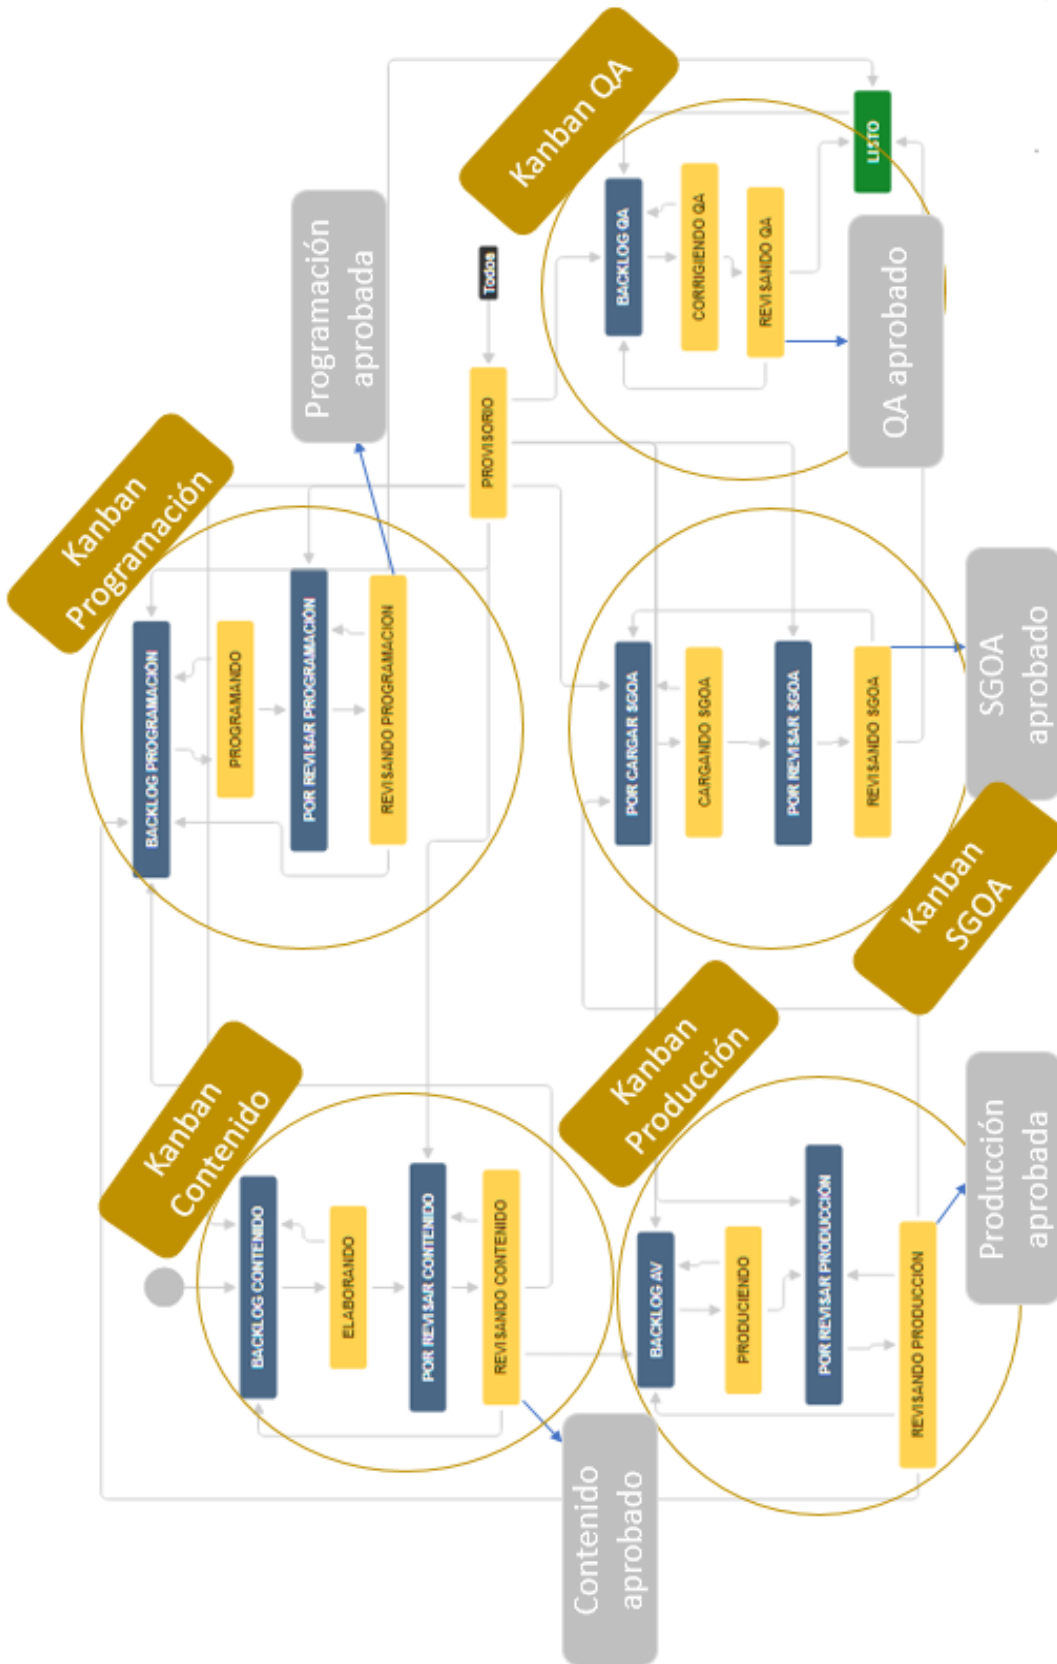 Kanban
Contenido
BACKLOG CONTENIDO
ELABORANDO
POR REVISAR CONTENIDO
REVISANDO CONTENIDO
Contenido
aprobado
Kanban
Programación
BACKLOG PROGRAMACIÓN
PROGRAMANDO
POR REVISAR PROGRAMACIÓN
REVISANDO PROGRAMACION
Programación
aprobada
Todos
PROVISORIO
Kanban
Producción
BACKLOG AV
PRODUCIENDO
POR REVISAR PRODUCCIÓN
REVISANDO PRODUCCIÓN
Producción
aprobada
POR CARGAR SGOA
CARGANDO SGOA
POR REVISAR SGOA
REVISANDO SGOA
Kanban
SGOA
SGOA
aprobado
Kanban QA
BACKLOG QA
CORRIGIENDO QA
REVISANDO QA
QA aprobado
LISTO